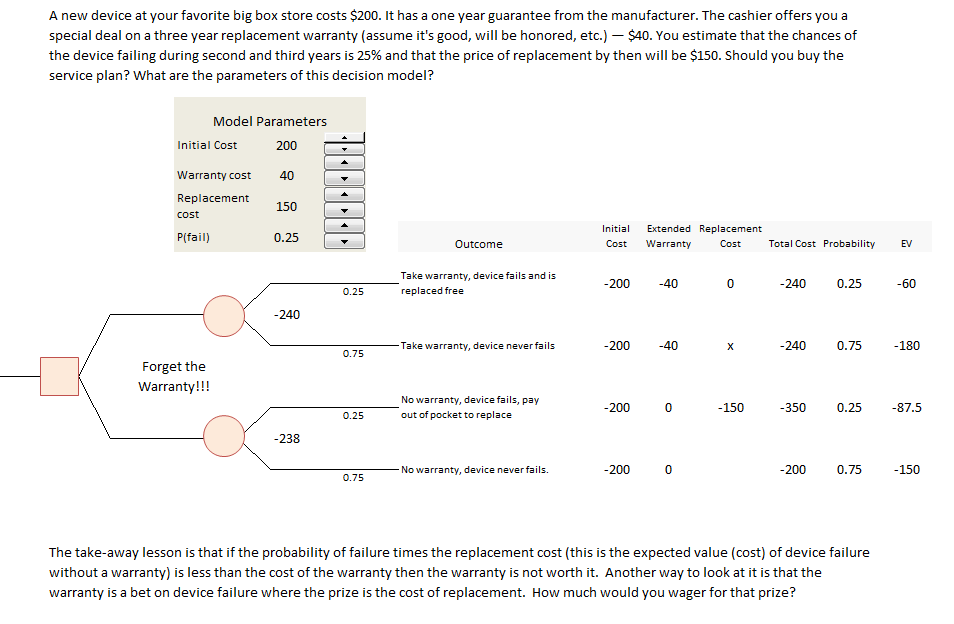 A new device at your favorite big box store costs $200. It has a one year guarantee from the manufacturer. The cashier offers you a
special deal on a three year replacement warranty (assume it's good, will be honored, etc.) — $40. You estimate that the chances of
the device failing during second and third years is 25% and that the price of replacement by then will be $150. Should you buy the
service plan? What are the parameters of this decision model?
Model Parameters
Initial Cost 200
Warranty cost 40
Replacement
cost 150
P(fail) 0.25
Initial Extended Replacement
Outcome Cost Warranty Cost Total Cost Probability EV
Take warranty, device fails and is
replaced free -200 -40 0 -240 0.25 -60
0.25
-240
Take warranty, device never fails -200 -40 x -240 0.75 -180
0.75
Forget the
Warranty!!!
No warranty, device fails, pay
out of pocket to replace -200 0 -150 -350 0.25 -87.5
0.25
-238
No warranty, device never fails. -200 0 -200 0.75 -150
0.75
The take-away lesson is that if the probability of failure times the replacement cost (this is the expected value (cost) of device failure
without a warranty) is less than the cost of the warranty then the warranty is not worth it. Another way to look at it is that the
warranty is a bet on device failure where the prize is the cost of replacement. How much would you wager for that prize?